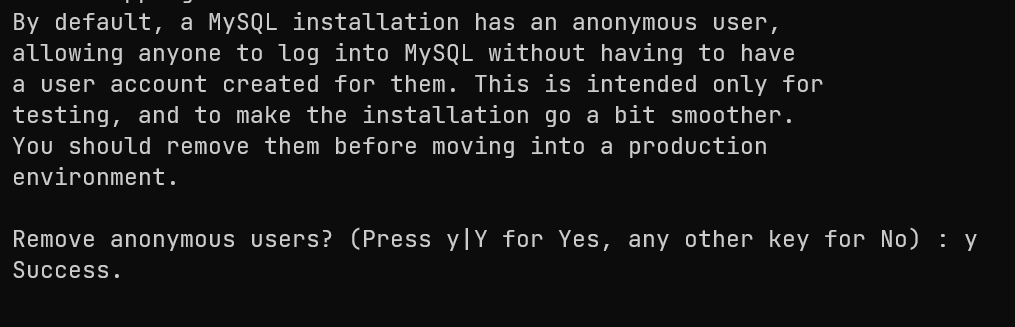 By default, a MySQL installation has an anonymous user,
allowing anyone to log into MySQL without having to have
a user account created for them. This is intended only for
testing, and to make the installation go a bit smoother.
You should remove them before moving into a production
environment.

Remove anonymous users? (Press y|Y for Yes, any other key for No) : y
Success.